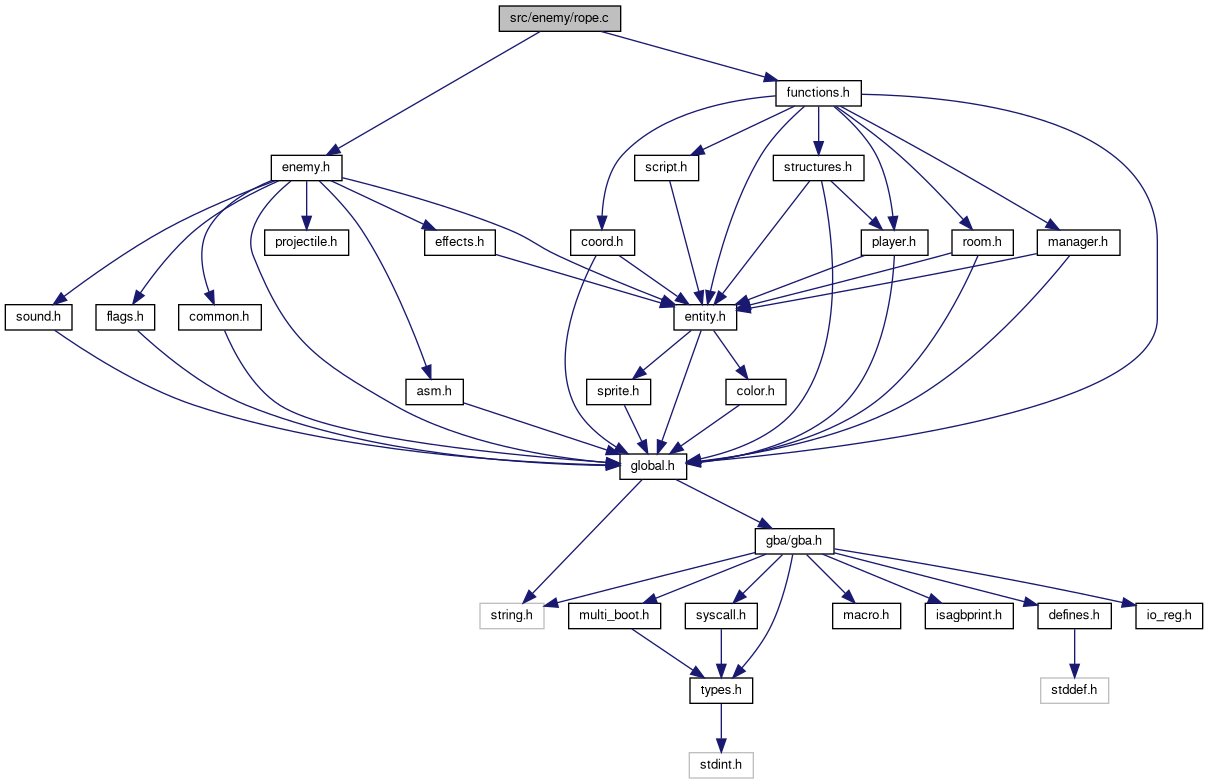 src/enemy/rope.c
functions.h
enemy.h
script.h
structures.h
projectile.h
effects.h
coord.h
player.h
room.h
manager.h
sound.h
flags.h
common.h
entity.h
asm.h
sprite.h
color.h
global.h
gba/gba.h
string.h
multi_boot.h
syscall.h
macro.h
isagbprint.h
defines.h
io_reg.h
types.h
stddef.h
stdint.h